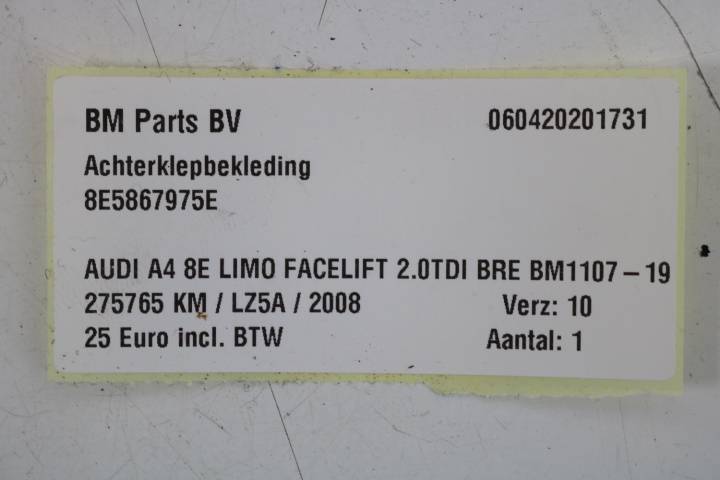 BM Parts BV 060420201731
Achterklepbekleding
8E5867975E
AUDI A4 8E LIMO FACELIFT 2.0TDI BRE BM1107-19
275765 KM / LZ5A / 2008 Verz: 10
25 Euro incl. BTW Aantal: 1